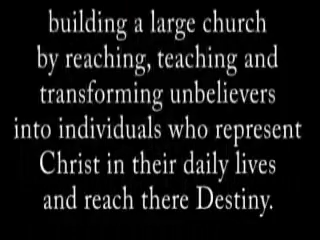 building a large church
by reaching, teaching and
transforming unbelievers
into individuals who represent
Christ in their daily lives
and reach there Destiny.